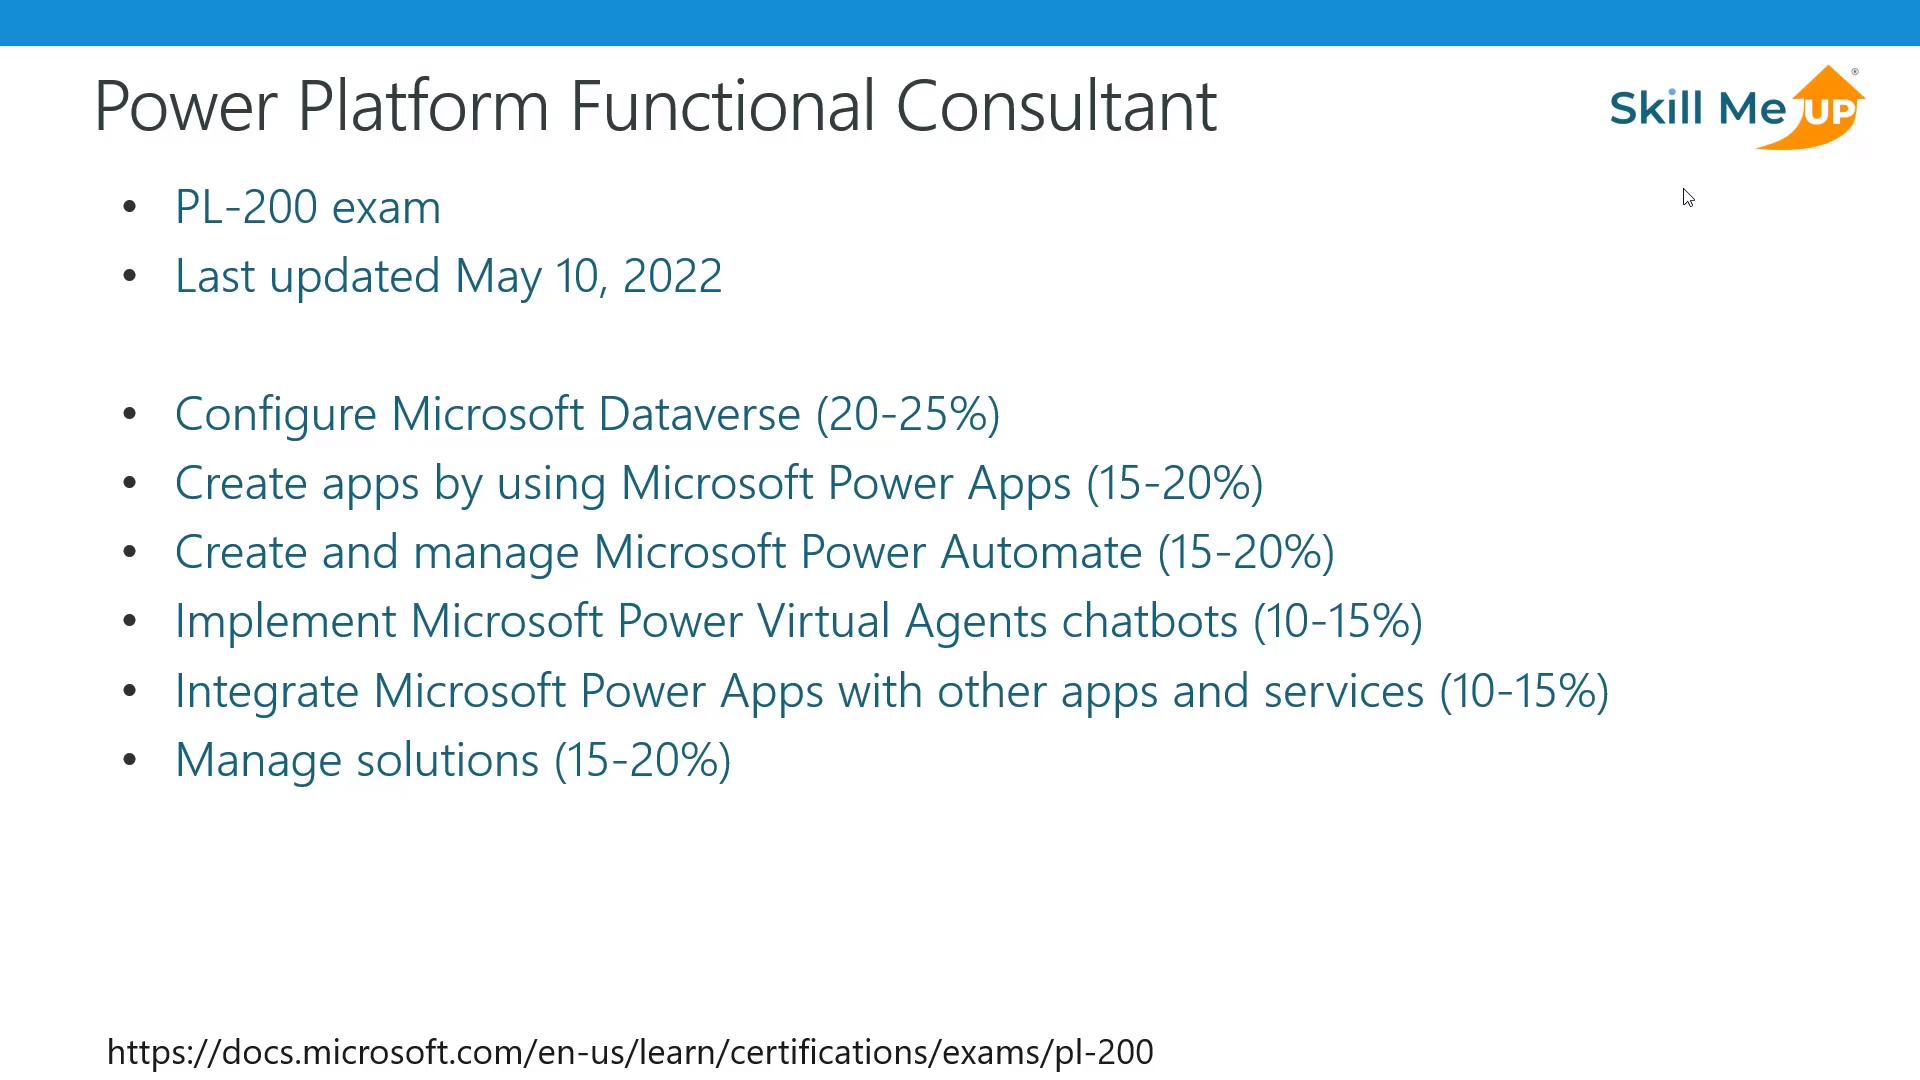 Power Platform Functional Consultant
Skill Me UP®
• PL-200 exam
• Last updated May 10, 2022
• Configure Microsoft Dataverse (20-25%)
• Create apps by using Microsoft Power Apps (15-20%)
• Create and manage Microsoft Power Automate (15-20%)
• Implement Microsoft Power Virtual Agents chatbots (10-15%)
• Integrate Microsoft Power Apps with other apps and services (10-15%)
• Manage solutions (15-20%)
https://docs.microsoft.com/en-us/learn/certifications/exams/pl-200